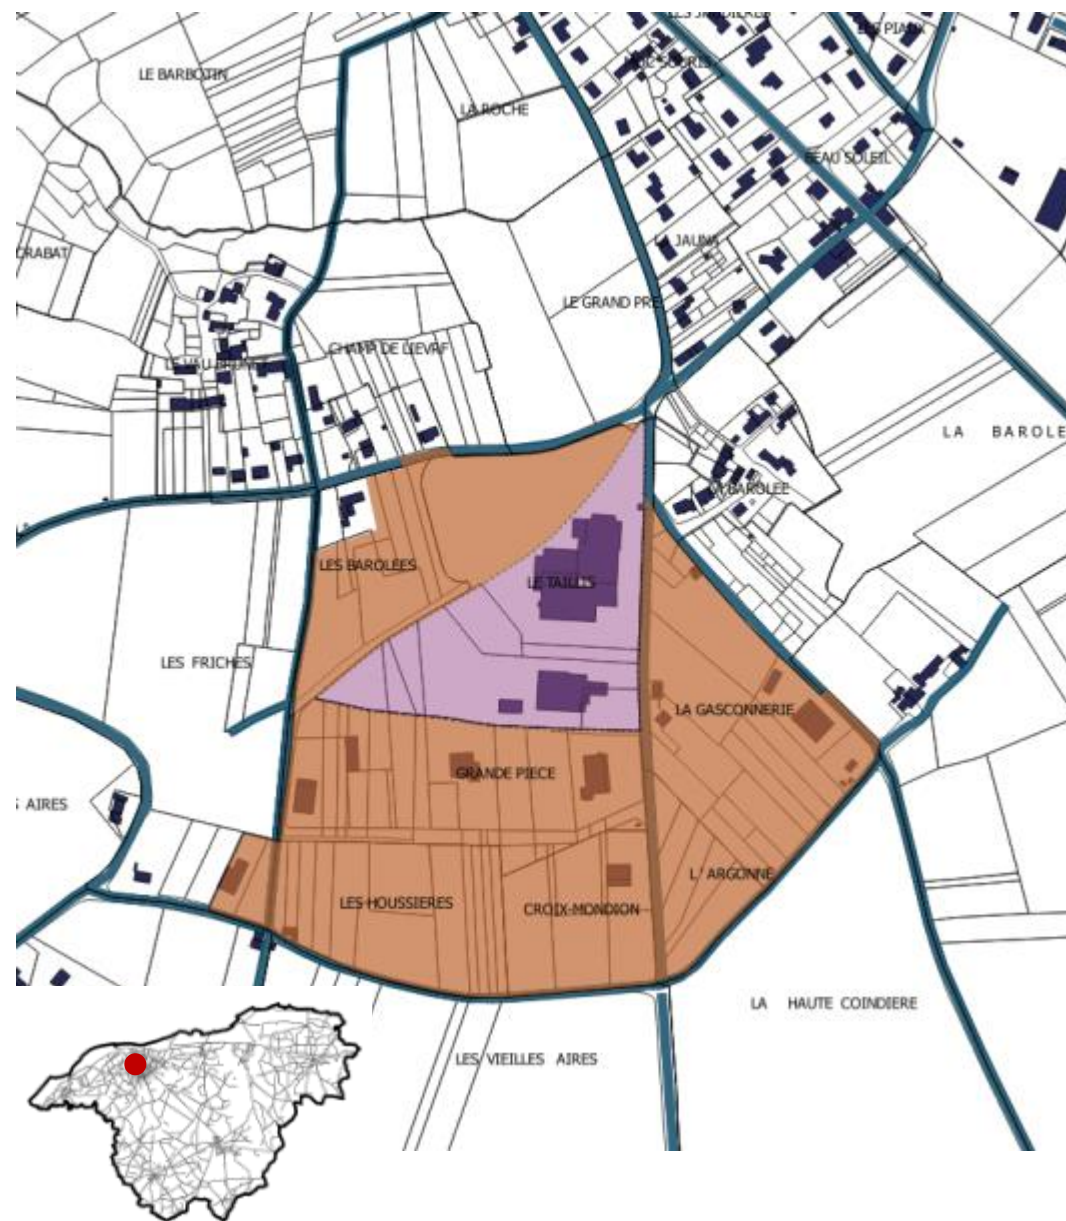 LE BARBOTIN
LA ROCHE
BEAU SOLEIL
LA JAUNA
LE GRAND PRE
CHAMP DE LIEVRE
LA BAROLE
LES BAROLEES
LE TAILLIS
LES FRICHES
LA GASCONNERIE
GRANDE PIECE
AIRES
L'ARGONNE
LES HOUSSIERES
CROIX-MONDION
LA HAUTE COINDIERE
LES VIEILLES AIRES